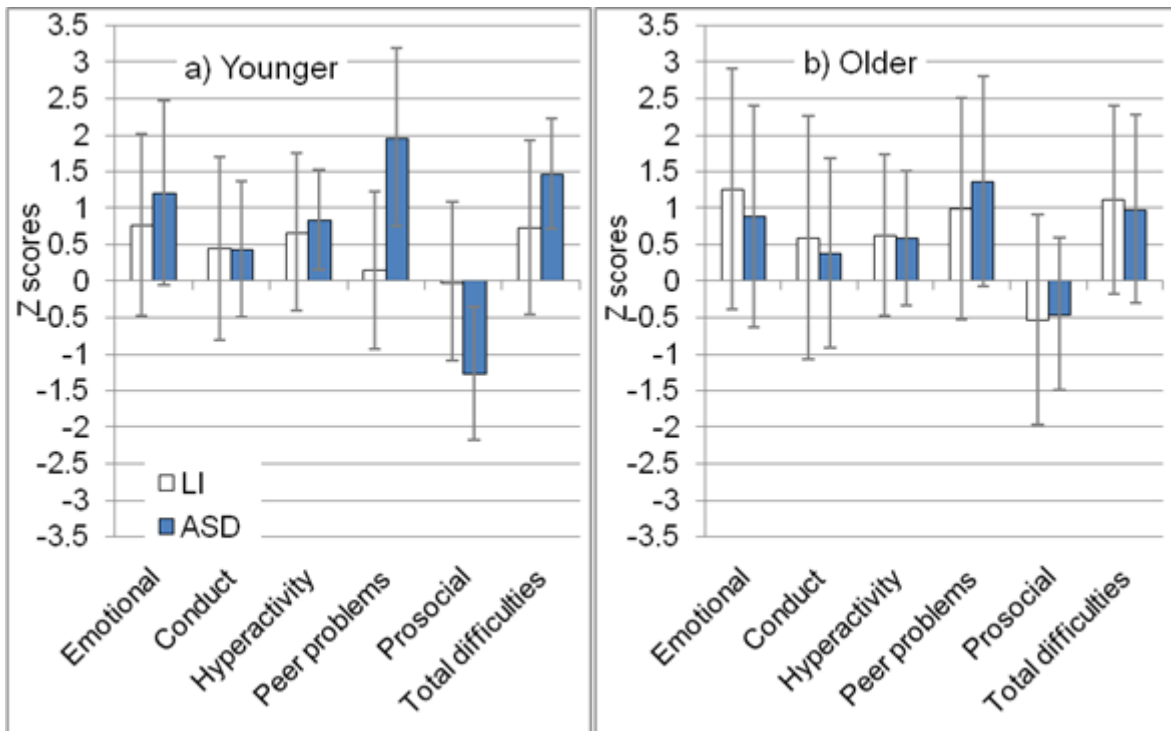 a) Younger
Z scores
3.5
3
2.5
2
1.5
1
0.5
0
-0.5
-1
-1.5
-2
-2.5
-3
-3.5
LI
ASD
Emotional
Conduct
Hyperactivity
Peer problems
Prosocial
Total difficulties
b) Older
Z scores
3.5
3
2.5
2
1.5
1
0.5
0
-0.5
-1
-1.5
-2
-2.5
-3
-3.5
Emotional
Conduct
Hyperactivity
Peer problems
Prosocial
Total difficulties